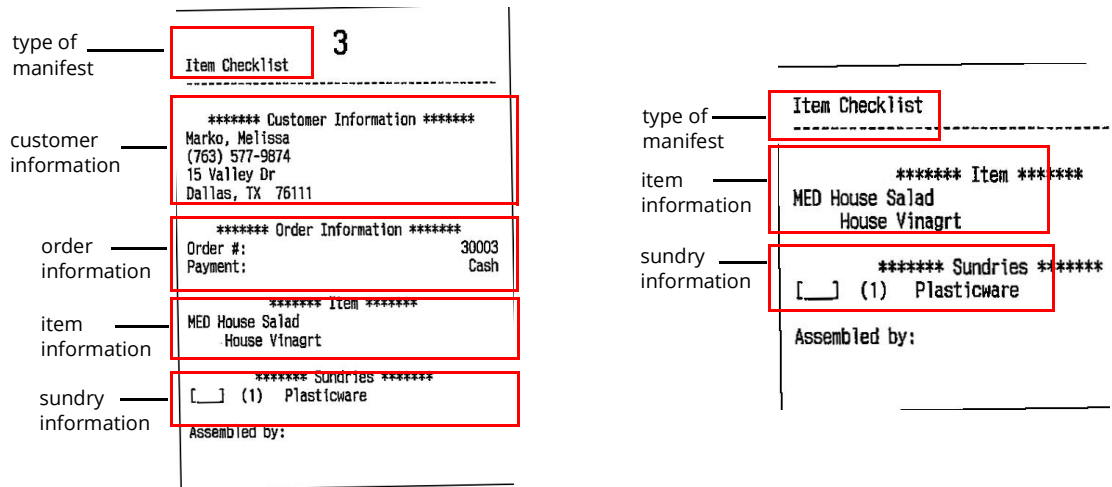 type of
manifest
3
Item Checklist
customer
information
******* Customer Information *******
Marko, Melissa
(763) 577-9874
15 Valley Dr
Dallas, TX 76111
order
information
******* Order Information *******
Order #: 30003
Payment: Cash
item
information
******* Item *******
MED House Salad
House Vinagrt
sundry
information
******* Sundries *******
[__] (1) Plasticware
Assembled by:
type of
manifest
Item Checklist
item
information
******* Item *******
MED House Salad
House Vinagrt
sundry
information
******* Sundries *******
[__] (1) Plasticware
Assembled by: